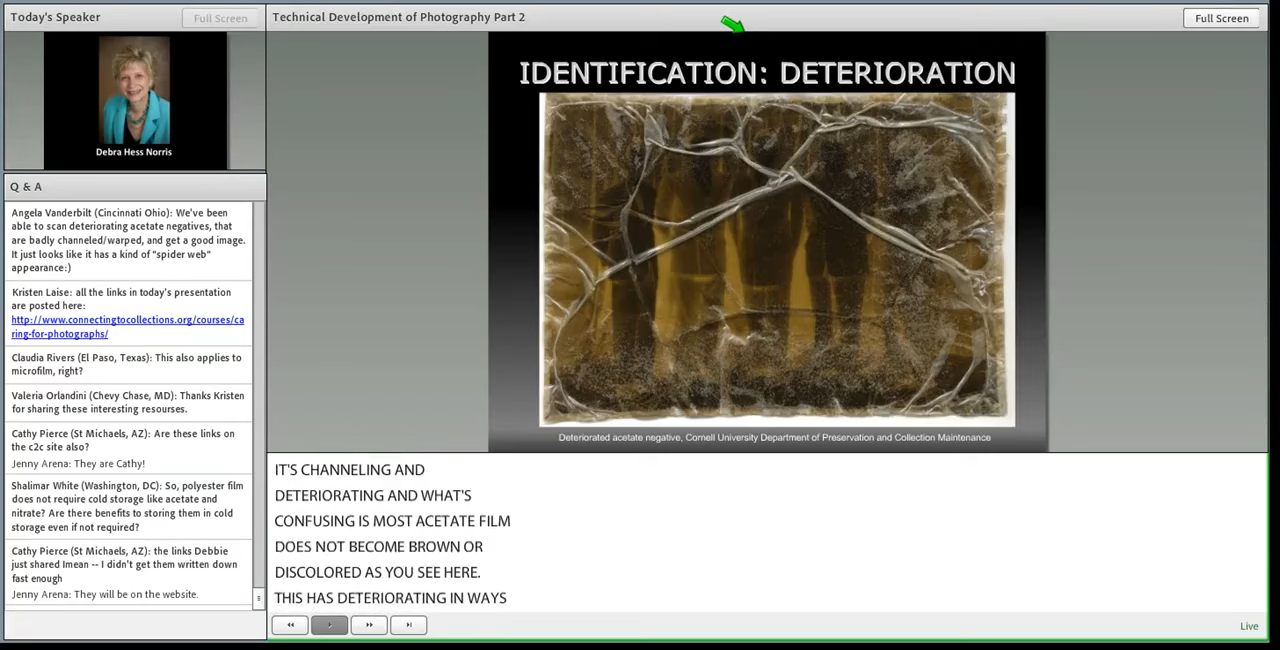 Today's Speaker
Full Screen
Technical Development of Photography Part 2
Full Screen
Debra Hess Norris
IDENTIFICATION: DETERIORATION
Deteriorated acetate negative, Cornell University Department of Preservation and Collection Maintenance
Q & A
Angela Vanderbilt (Cincinnati Ohio): We've been
able to scan deteriorating acetate negatives, that
are badly channeled/warped, and get a good image.
It just looks like it has a kind of "spider web"
appearance:)
Kristen Laise: all the links in today's presentation
are posted here:
http://www.connectingtocollections.org/courses/ca
ring-for-photographs/
Claudia Rivers (El Paso, Texas): This also applies to
microfilm, right?
Valeria Orlandini (Chevy Chase, MD): Thanks Kristen
for sharing these interesting resourses.
Cathy Pierce (St Michaels, AZ): Are these links on
the c2c site also?
Jenny Arena: They are Cathy!
Shalimar White (Washington, DC): So, polyester film
does not require cold storage like acetate and
nitrate? Are there benefits to storing them in cold
storage even if not required?
Cathy Pierce (St Michaels, AZ): the links Debbie
just shared Imean -- I didn't get them written down
fast enough
Jenny Arena: They will be on the website.
IT'S CHANNELING AND
DETERIORATING AND WHAT'S
CONFUSING IS MOST ACETATE FILM
DOES NOT BECOME BROWN OR
DISCOLORED AS YOU SEE HERE.
THIS HAS DETERIORATING IN WAYS
Live